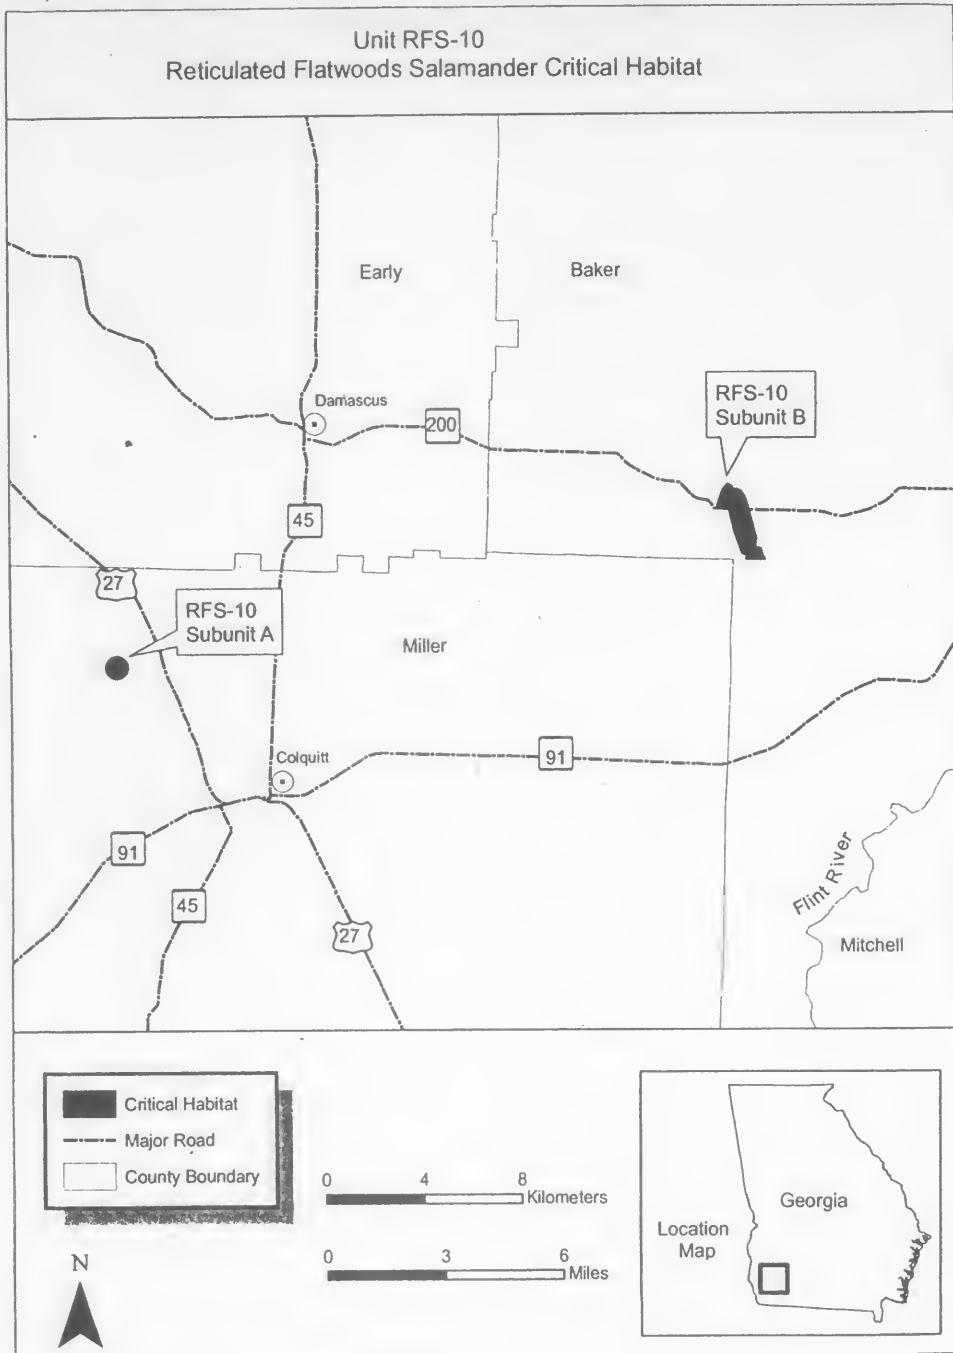 Unit RFS-10
Reticulated Flatwoods Salamander Critical Habitat
Early
Baker
RFS-10
Subunit B
Damascus
200
45
27
RFS-10
Subunit A
Miller
Colquitt
91
91
45
27
Flint River
Mitchell
Critical Habitat
Major Road
County Boundary
0 4 8
Kilometers
0 3 6
Miles
N
Georgia
Location
Map